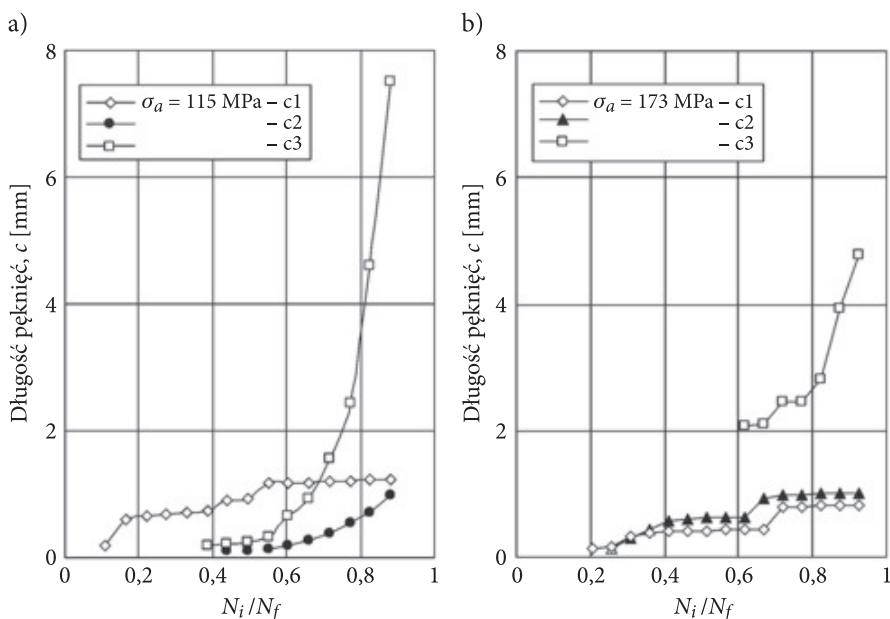 a)
8
6
4
2
0
Długość pęknięć, c [mm]
σa = 115 MPa – c1
– c2
– c3
0 0,2 0,4 0,6 0,8 1
Ni/Nf
b)
8
6
4
2
0
Długość pęknięć, c [mm]
σa = 173 MPa – c1
– c2
– c3
0 0,2 0,4 0,6 0,8 1
Ni/Nf